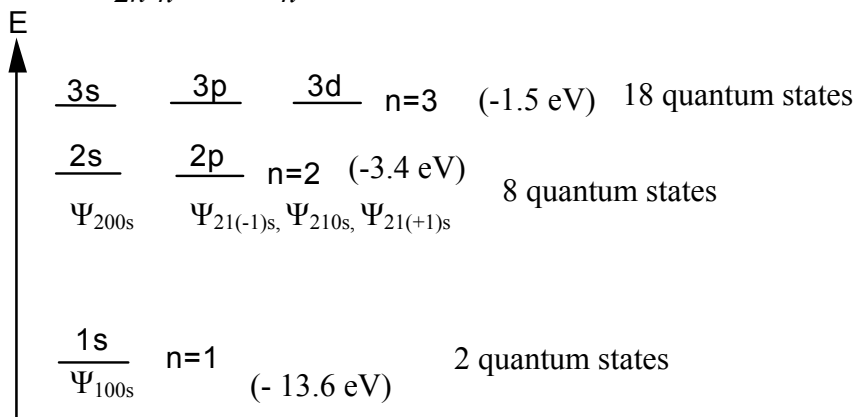 E
3s 3p 3d n=3 (-1.5 eV) 18 quantum states
2s 2p n=2 (-3.4 eV) 8 quantum states
Ψ₂₀₀ₛ Ψ₂₁₍₋₁₎ₛ, Ψ₂₁₀ₛ, Ψ₂₁₍₊₁₎ₛ
1s n=1 (- 13.6 eV) 2 quantum states
Ψ₁₀₀ₛ